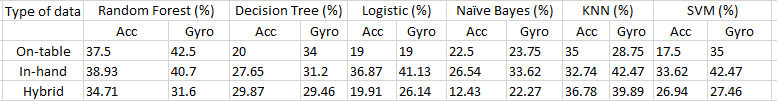 Type of data Random Forest (%) Decision Tree (%) Logistic (%) Naïve Bayes (%) KNN (%) SVM (%)
Acc Gyro Acc Gyro Acc Gyro Acc Gyro Acc Gyro Acc Gyro
On-table 37.5 42.5 20 34 19 19 22.5 23.75 35 28.75 17.5 35
In-hand 38.93 40.7 27.65 31.2 36.87 41.13 26.54 33.62 32.74 42.47 33.62 42.47
Hybrid 34.71 31.6 29.87 29.46 19.91 26.14 12.43 22.27 36.78 39.89 26.94 27.46